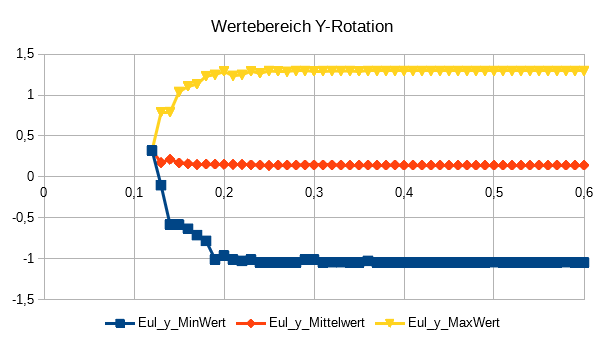 Wertebereich Y-Rotation
1,5
1
0,5
0
-0,5
-1
-1,5
0 0,1 0,2 0,3 0,4 0,5 0,6
Eul_y_MinWert Eul_y_Mittelwert Eul_y_MaxWert